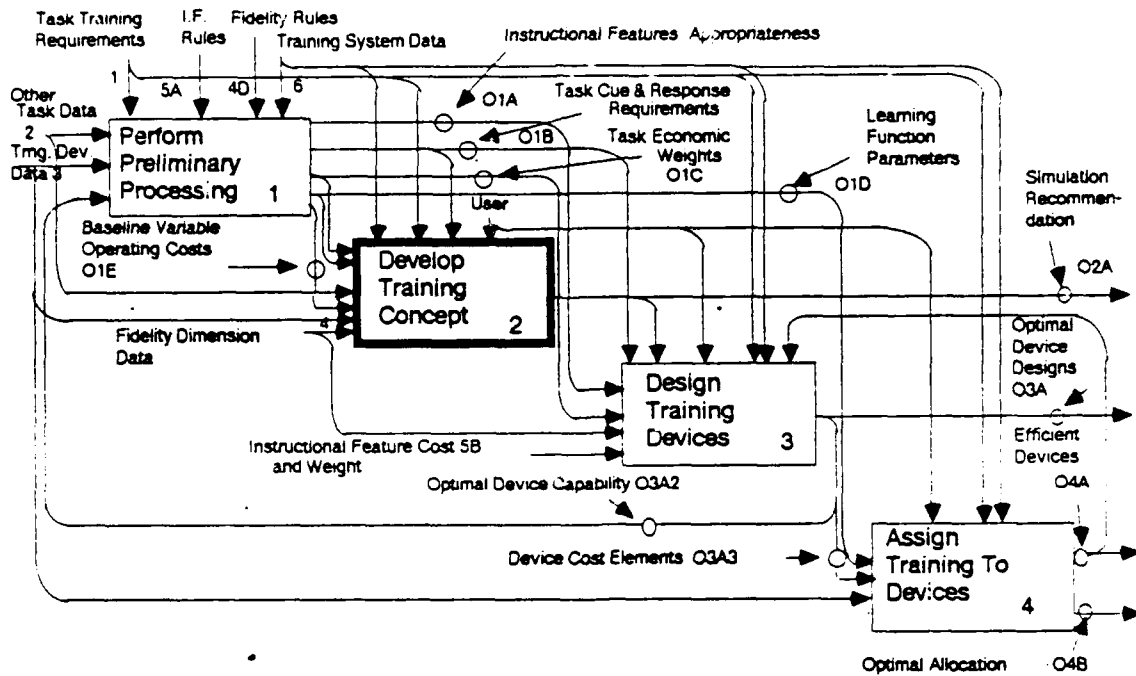 Task Training
Requirements
I.F.
Rules
Fidelity Rules
Training System Data
Instructional Features Appropriateness
1
5A
4D
6
O1A
Task Cue & Response
Requirements
O1B
Task Economic
Weights
O1C
Learning
Function
Parameters
O1D
Other
Task Data
2
Trng. Dev
Data 3
Perform
Preliminary
Processing
1
Simulation
Recommen-
dation
O2A
User
Baseline Variable
Operating Costs
O1E
Develop
Training
Concept
2
4
Fidelity Dimension
Data
Optimal
Device
Designs
O3A
Design
Training
Devices
3
Efficient
Devices
O4A
Instructional Feature Cost 5B
and Weight
Optimal Device Capability O3A2
Device Cost Elements O3A3
Assign
Training To
Devices
4
Optimal Allocation
O4B